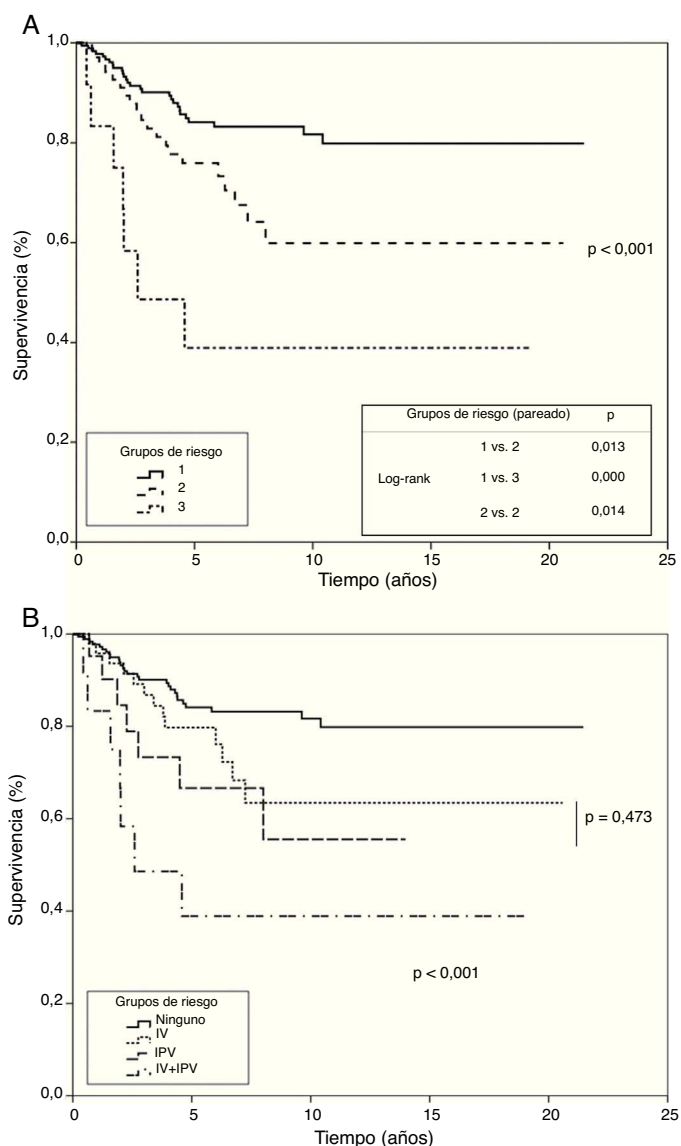 A
1,0
0,8
0,6
0,4
0,2
0,0
Supervivencia (%)
p < 0,001
Grupos de riesgo
1
2
3
Grupos de riesgo (pareado) p
1 vs. 2 0,013
Log-rank 1 vs. 3 0,000
2 vs. 2 0,014
0 5 10 15 20 25
Tiempo (años)
B
1,0
0,8
0,6
0,4
0,2
0,0
Supervivencia (%)
p = 0,473
p < 0,001
Grupos de riesgo
Ninguno
IV
IPV
IV+IPV
0 5 10 15 20 25
Tiempo (años)